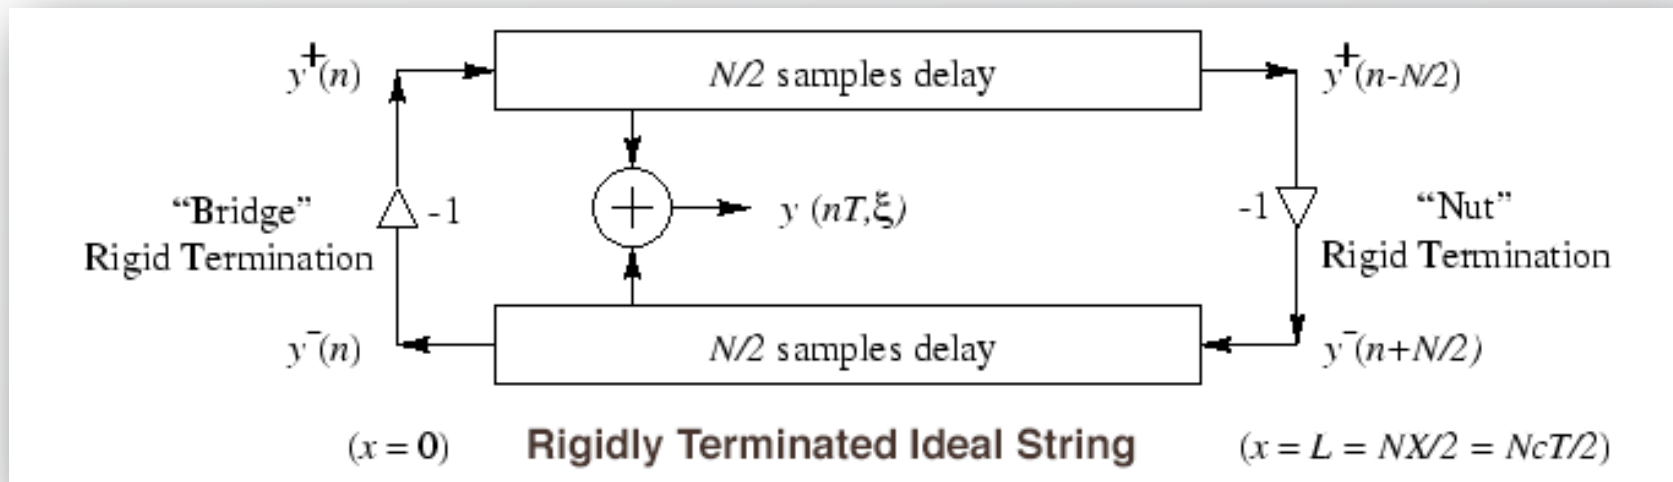 y⁺(n)
N/2 samples delay
y⁺(n-N/2)
“Bridge”
Rigid Termination
-1
+
y (nT,ξ)
-1
“Nut”
Rigid Termination
y⁻(n)
N/2 samples delay
y⁻(n+N/2)
(x = 0)
Rigidly Terminated Ideal String
(x = L = NX/2 = NcT/2)